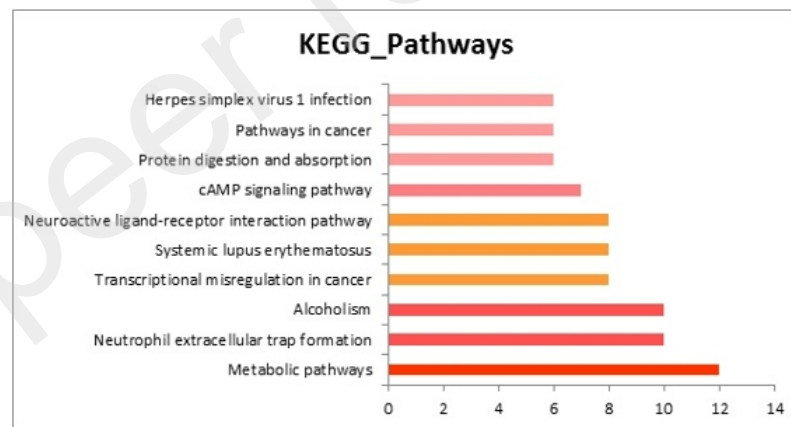 KEGG_Pathways
Herpes simplex virus 1 infection
Pathways in cancer
Protein digestion and absorption
cAMP signaling pathway
Neuroactive ligand-receptor interaction pathway
Systemic lupus erythematosus
Transcriptional misregulation in cancer
Alcoholism
Neutrophil extracellular trap formation
Metabolic pathways
0 2 4 6 8 10 12 14
peer